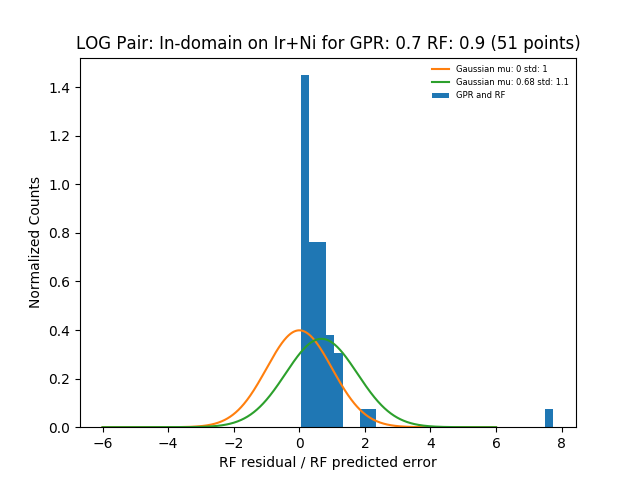 LOG Pair: In-domain on Ir+Ni for GPR: 0.7 RF: 0.9 (51 points)
Gaussian mu: 0 std: 1
Gaussian mu: 0.68 std: 1.1
GPR and RF
Normalized Counts
1.4
1.2
1.0
0.8
0.6
0.4
0.2
0.0
−6 −4 −2 0 2 4 6 8
RF residual / RF predicted error